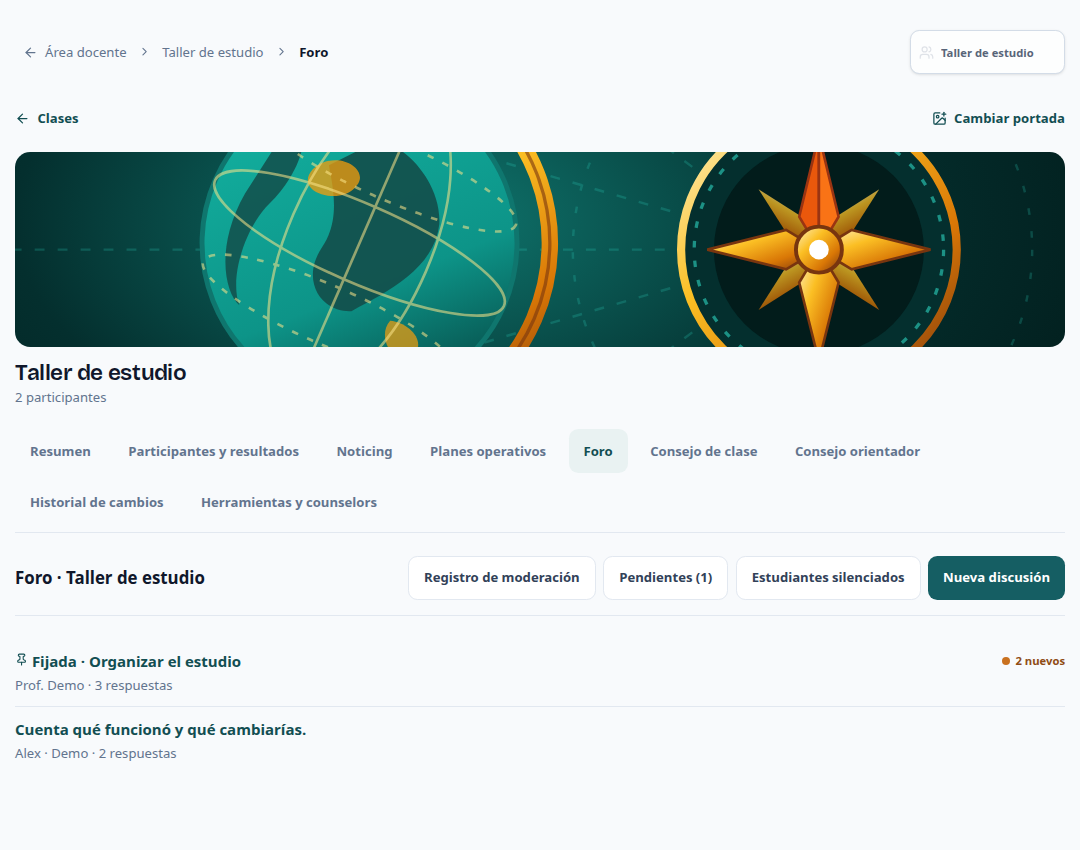 Área docente > Taller de estudio > Foro
Taller de estudio
Clases
Cambiar portada
Taller de estudio
2 participantes
Resumen Participantes y resultados Noticing Planes operativos Foro Consejo de clase Consejo orientador
Historial de cambios Herramientas y counselors
Foro · Taller de estudio
Registro de moderación Pendientes (1) Estudiantes silenciados Nueva discusión
Fijada · Organizar el estudio
2 nuevos
Prof. Demo · 3 respuestas
Cuenta qué funcionó y qué cambiarías.
Alex · Demo · 2 respuestas